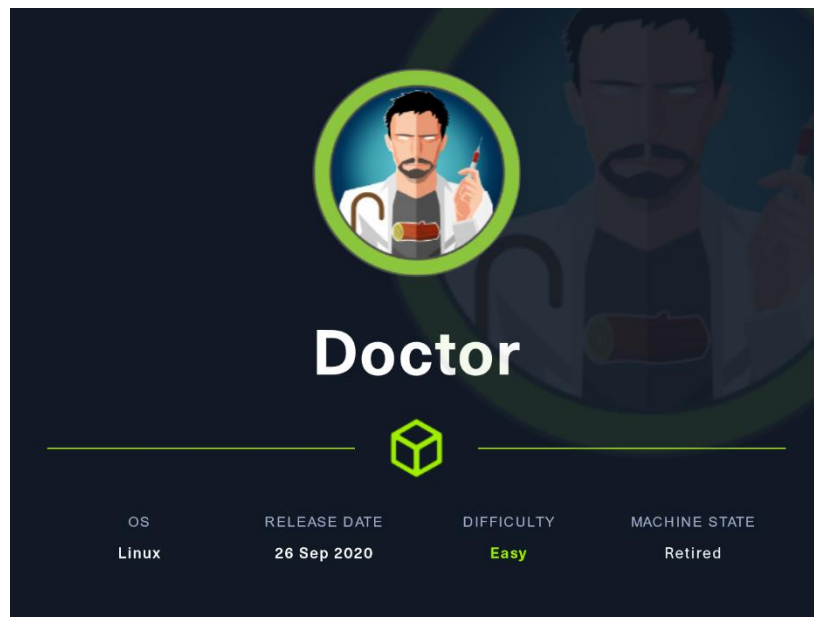 Doctor
OS RELEASE DATE DIFFICULTY MACHINE STATE
Linux 26 Sep 2020 Easy Retired